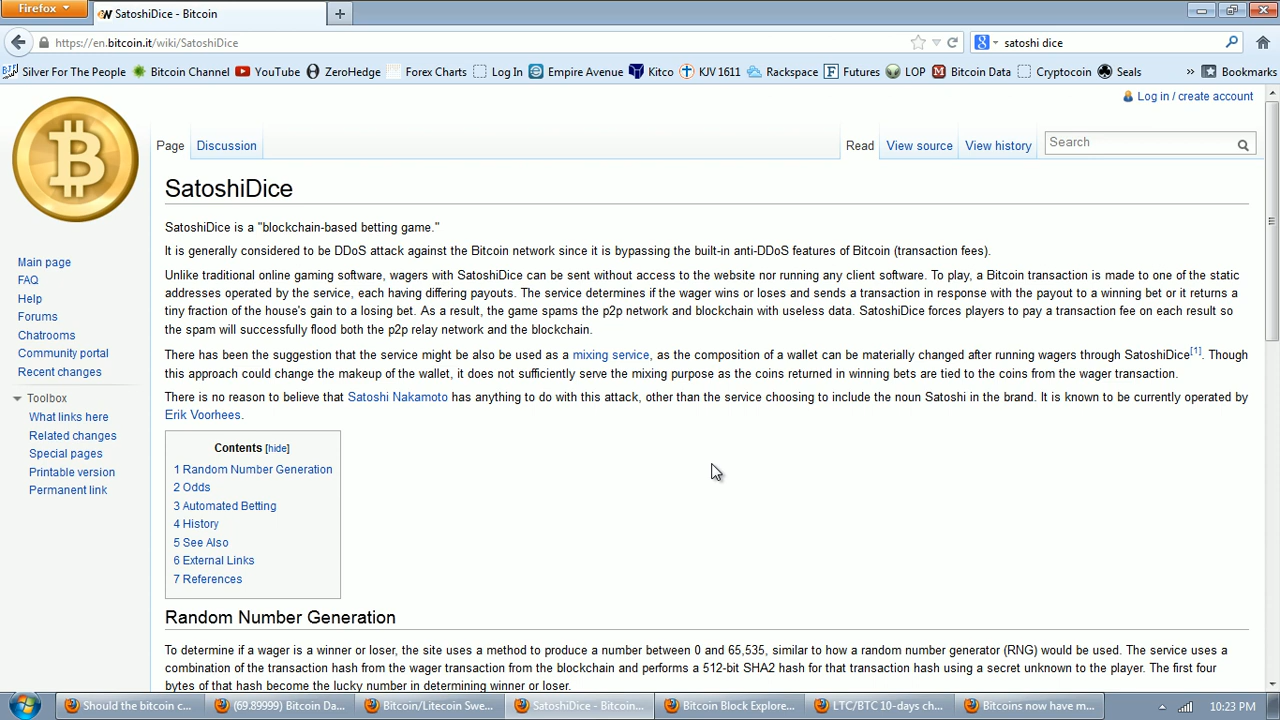 Firefox
SatoshiDice - Bitcoin
https://en.bitcoin.it/wiki/SatoshiDice
satoshi dice
Silver For The People
Bitcoin Channel
YouTube
ZeroHedge
Forex Charts
Log In
Empire Avenue
Kitco
KJV 1611
Rackspace
Futures
LOP
Bitcoin Data
Cryptocoin
Seals
»
Bookmarks
Log in / create account
Page
Discussion
Read
View source
View history
Search
SatoshiDice
SatoshiDice is a "blockchain-based betting game."
It is generally considered to be DDoS attack against the Bitcoin network since it is bypassing the built-in anti-DDoS features of Bitcoin (transaction fees).
Unlike traditional online gaming software, wagers with SatoshiDice can be sent without access to the website nor running any client software. To play, a Bitcoin transaction is made to one of the static
addresses operated by the service, each having differing payouts. The service determines if the wager wins or loses and sends a transaction in response with the payout to a winning bet or it returns a
tiny fraction of the house's gain to a losing bet. As a result, the game spams the p2p network and blockchain with useless data. SatoshiDice forces players to pay a transaction fee on each result so
the spam will successfully flood both the p2p relay network and the blockchain.
There has been the suggestion that the service might be also be used as a mixing service, as the composition of a wallet can be materially changed after running wagers through SatoshiDice[1]. Though
this approach could change the makeup of the wallet, it does not sufficiently serve the mixing purpose as the coins returned in winning bets are tied to the coins from the wager transaction.
There is no reason to believe that Satoshi Nakamoto has anything to do with this attack, other than the service choosing to include the noun Satoshi in the brand. It is known to be currently operated by
Erik Voorhees.
Main page
FAQ
Help
Forums
Chatrooms
Community portal
Recent changes
Toolbox
What links here
Related changes
Special pages
Printable version
Permanent link
Contents [hide]
1 Random Number Generation
2 Odds
3 Automated Betting
4 History
5 See Also
6 External Links
7 References
Random Number Generation
To determine if a wager is a winner or loser, the site uses a method to produce a number between 0 and 65,535, similar to how a random number generator (RNG) would be used. The service uses a
combination of the transaction hash from the wager transaction from the blockchain and performs a 512-bit SHA2 hash for that transaction hash using a secret unknown to the player. The first four
bytes of that hash become the lucky number in determining winner or loser.
Should the bitcoin c...
(69.89999) Bitcoin Da...
Bitcoin/Litecoin Swe...
SatoshiDice - Bitcoin...
Bitcoin Block Explore...
LTC/BTC 10-days ch...
Bitcoins now have m...
10:23 PM